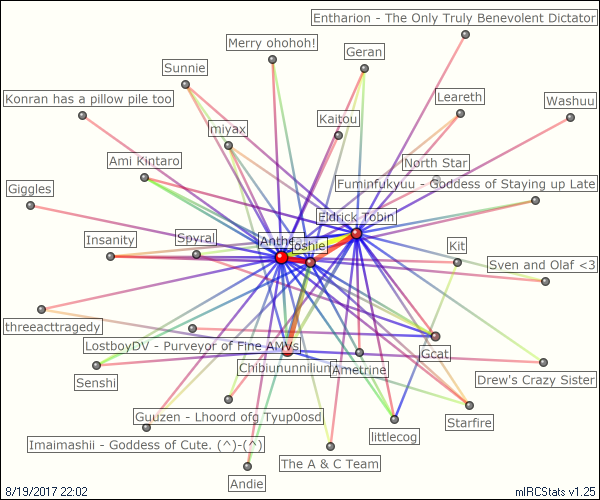 Entharion - The Only Truly Benevolent Dictator
Merry ohohoh!
Geran
Sunnie
Konran has a pillow pile too
Leareth
Washuu
Kaitou
miyax
Ami Kintaro
North Star
Giggles
Fuminfukyuu - Goddess of Staying up Late
Eldrick Tobin
Insanity
Spyral
Joshie
Kit
Sven and Olaf <3
threeacttragedy
LostboyDV - Purveyor of Fine AMVs
Gcat
Senshi
Chibiununnilium
Ametrine
Drew's Crazy Sister
Guuzen - Lhoord ofg Tyup0osd
Starfire
Imaimashii - Goddess of Cute. (^)-(^)
littlecog
The A & C Team
Andie
8/19/2017 22:02
mIRCStats v1.25